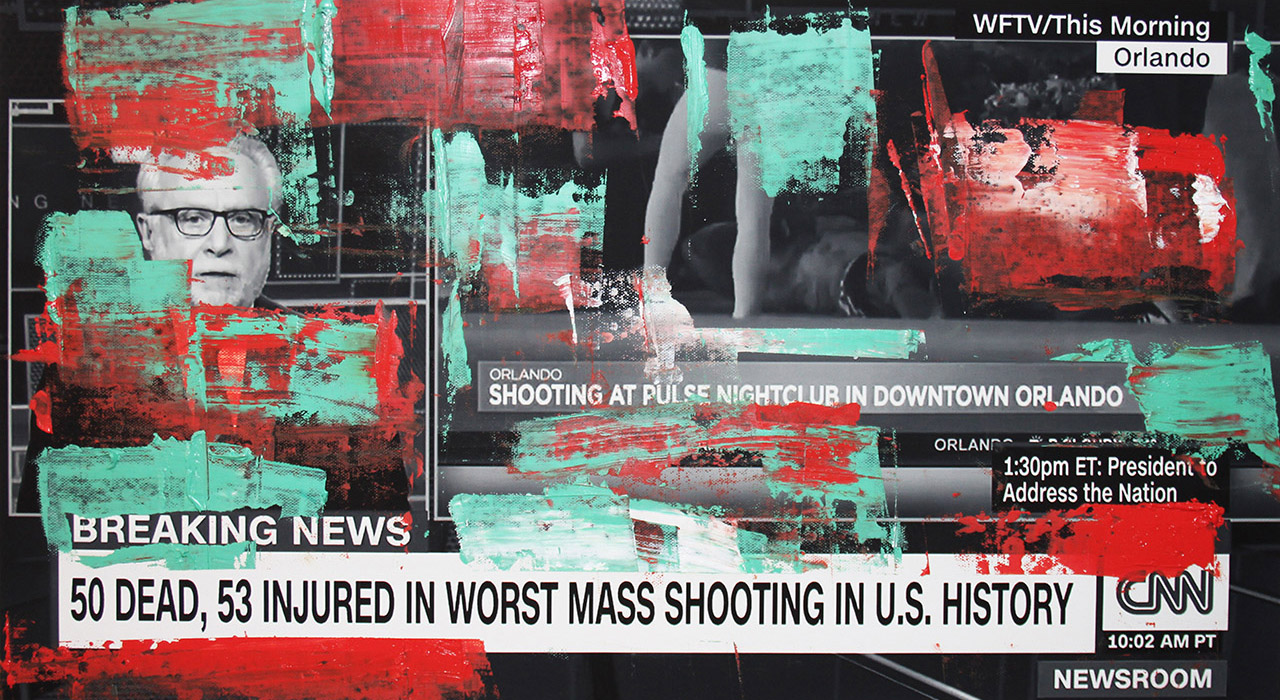 WFTV/This Morning
Orlando
NG NE
ORLANDO
SHOOTING AT PULSE NIGHTCLUB IN DOWNTOWN ORLANDO
1:30pm ET: President to
Address the Nation
BREAKING NEWS
50 DEAD, 53 INJURED IN WORST MASS SHOOTING IN U.S. HISTORY
CNN
10:02 AM PT
NEWSROOM